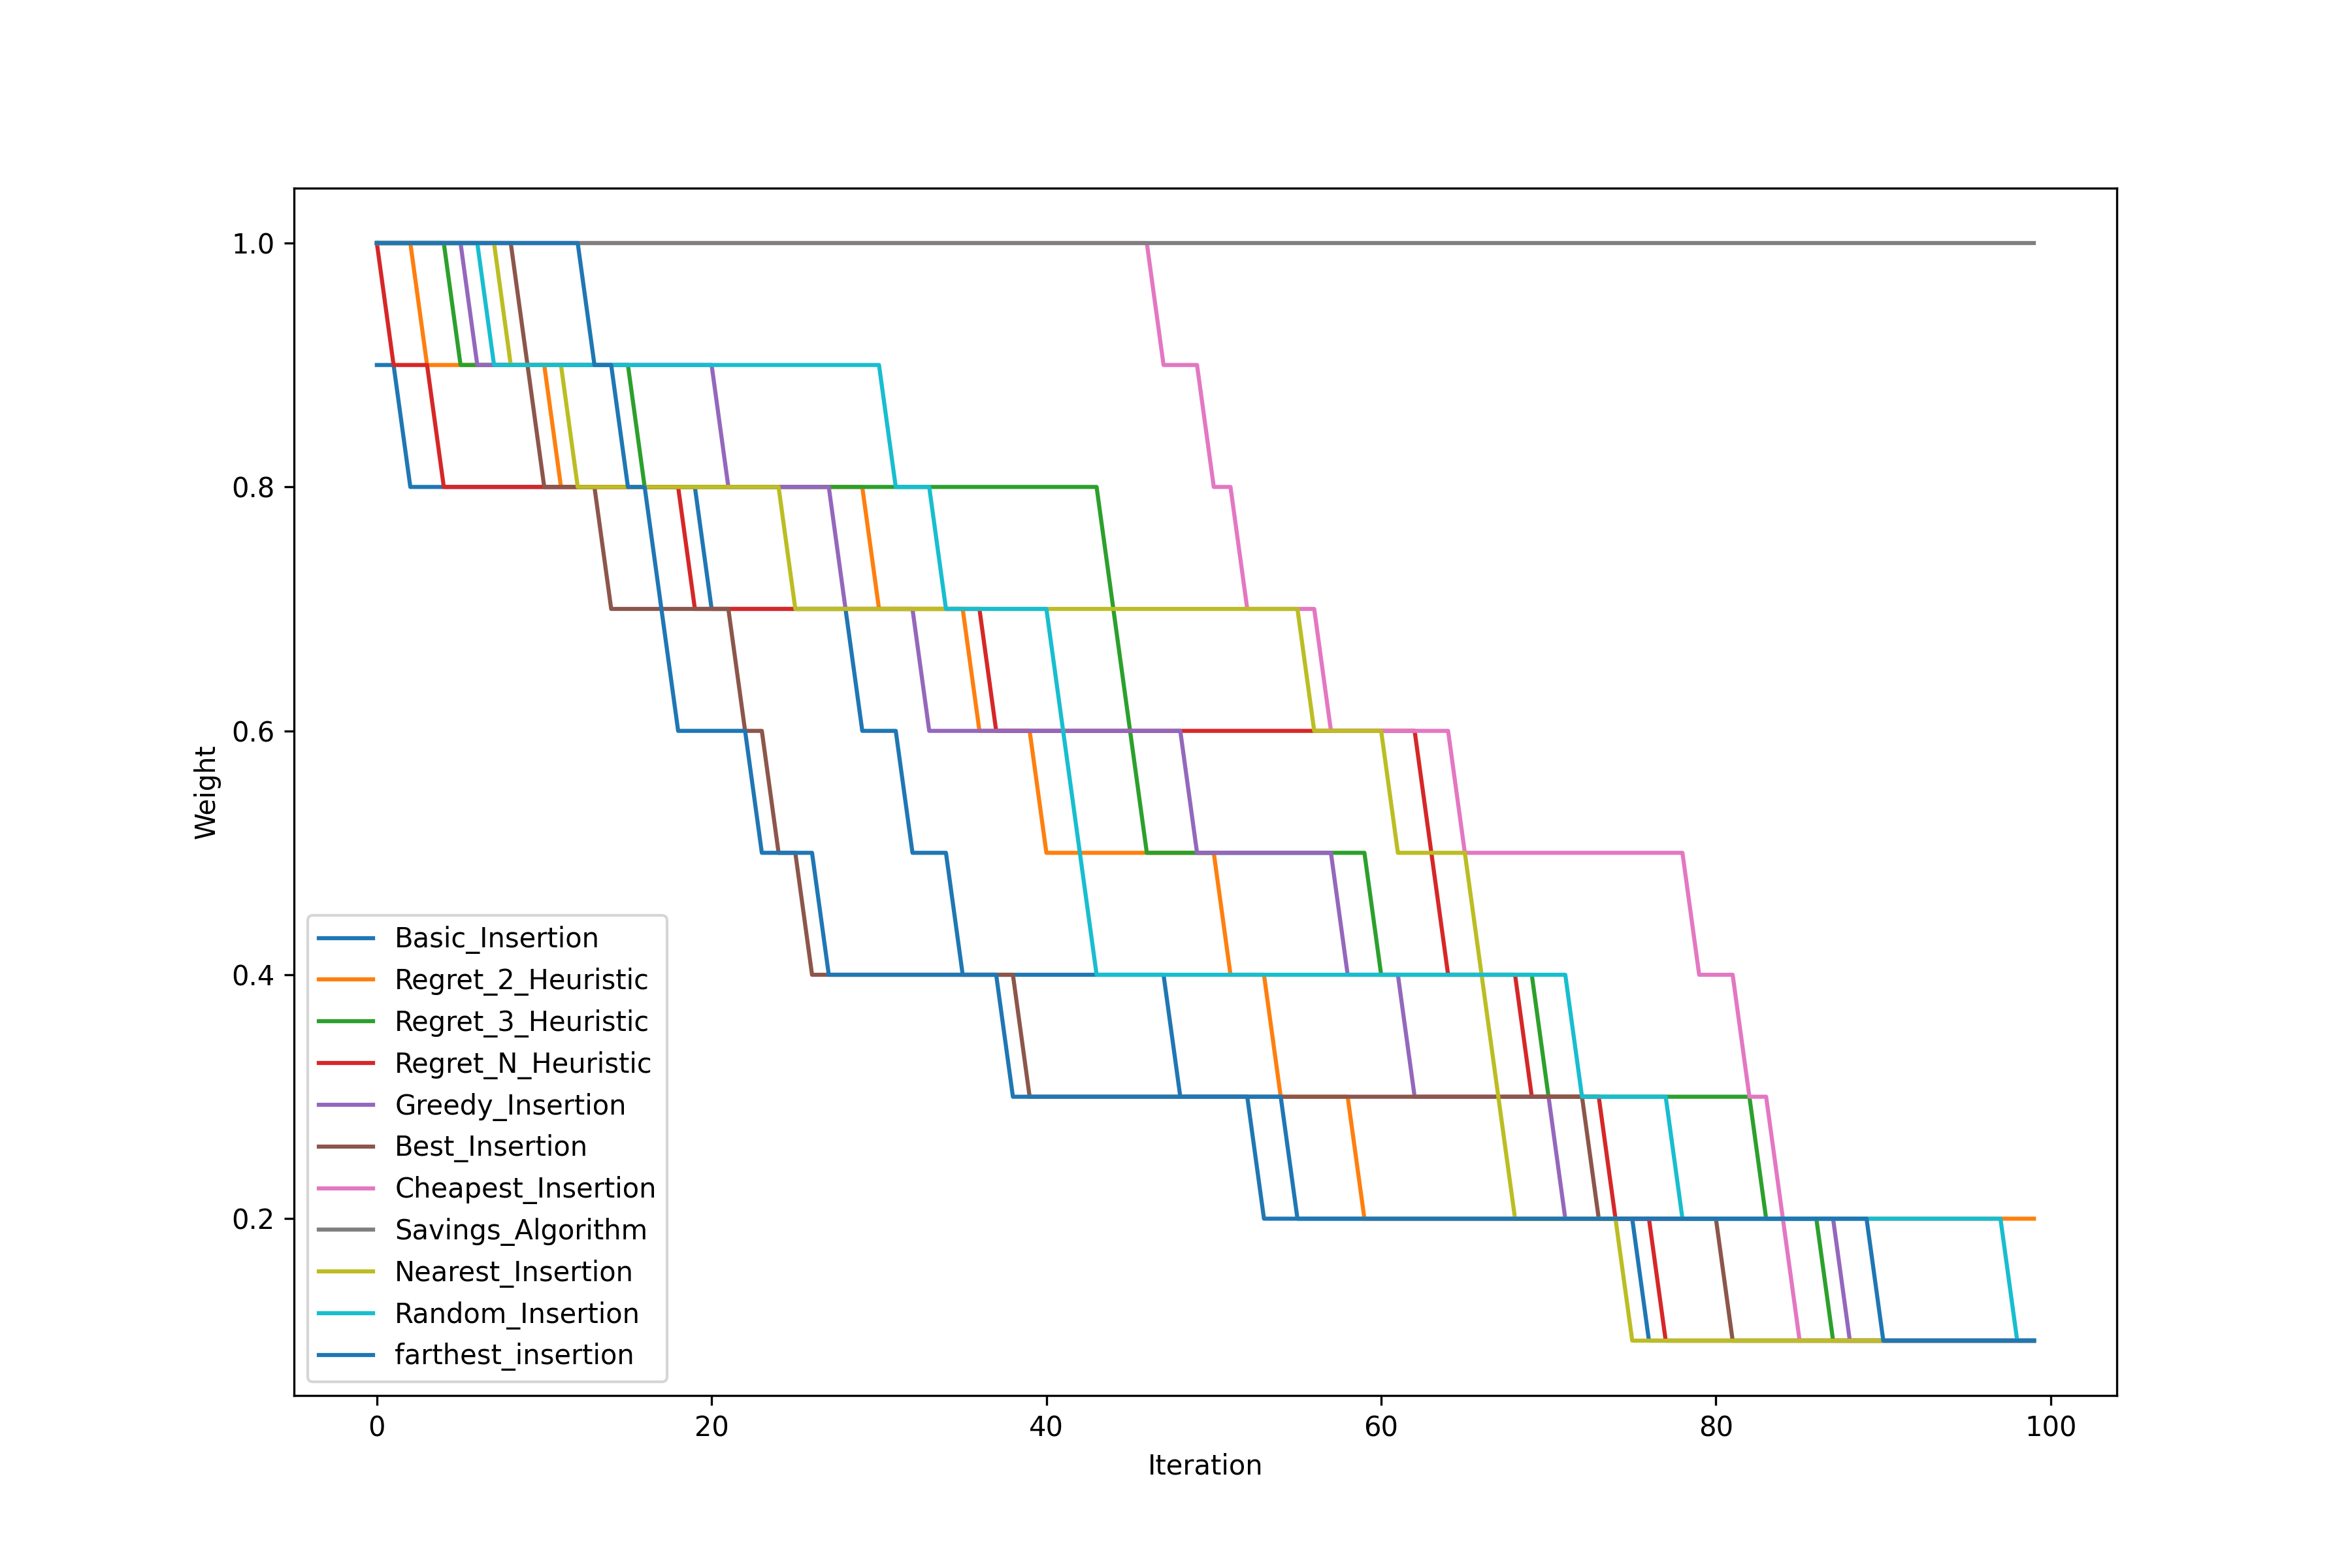 1.0
0.8
0.6
0.4
0.2
Weight
Basic_Insertion
Regret_2_Heuristic
Regret_3_Heuristic
Regret_N_Heuristic
Greedy_Insertion
Best_Insertion
Cheapest_Insertion
Savings_Algorithm
Nearest_Insertion
Random_Insertion
farthest_insertion
0 20 40 60 80 100
Iteration